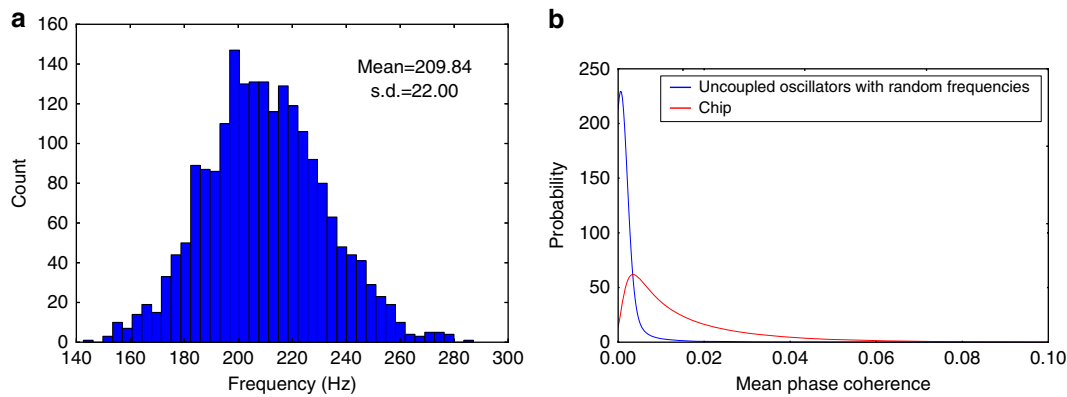 a
160
140
120
100
80
60
40
20
0
Count
Mean=209.84
s.d.=22.00
140 160 180 200 220 240 260 280 300
Frequency (Hz)
b
250
200
150
100
50
0
Probability
Uncoupled oscillators with random frequencies
Chip
0.00 0.02 0.04 0.06 0.08 0.10
Mean phase coherence